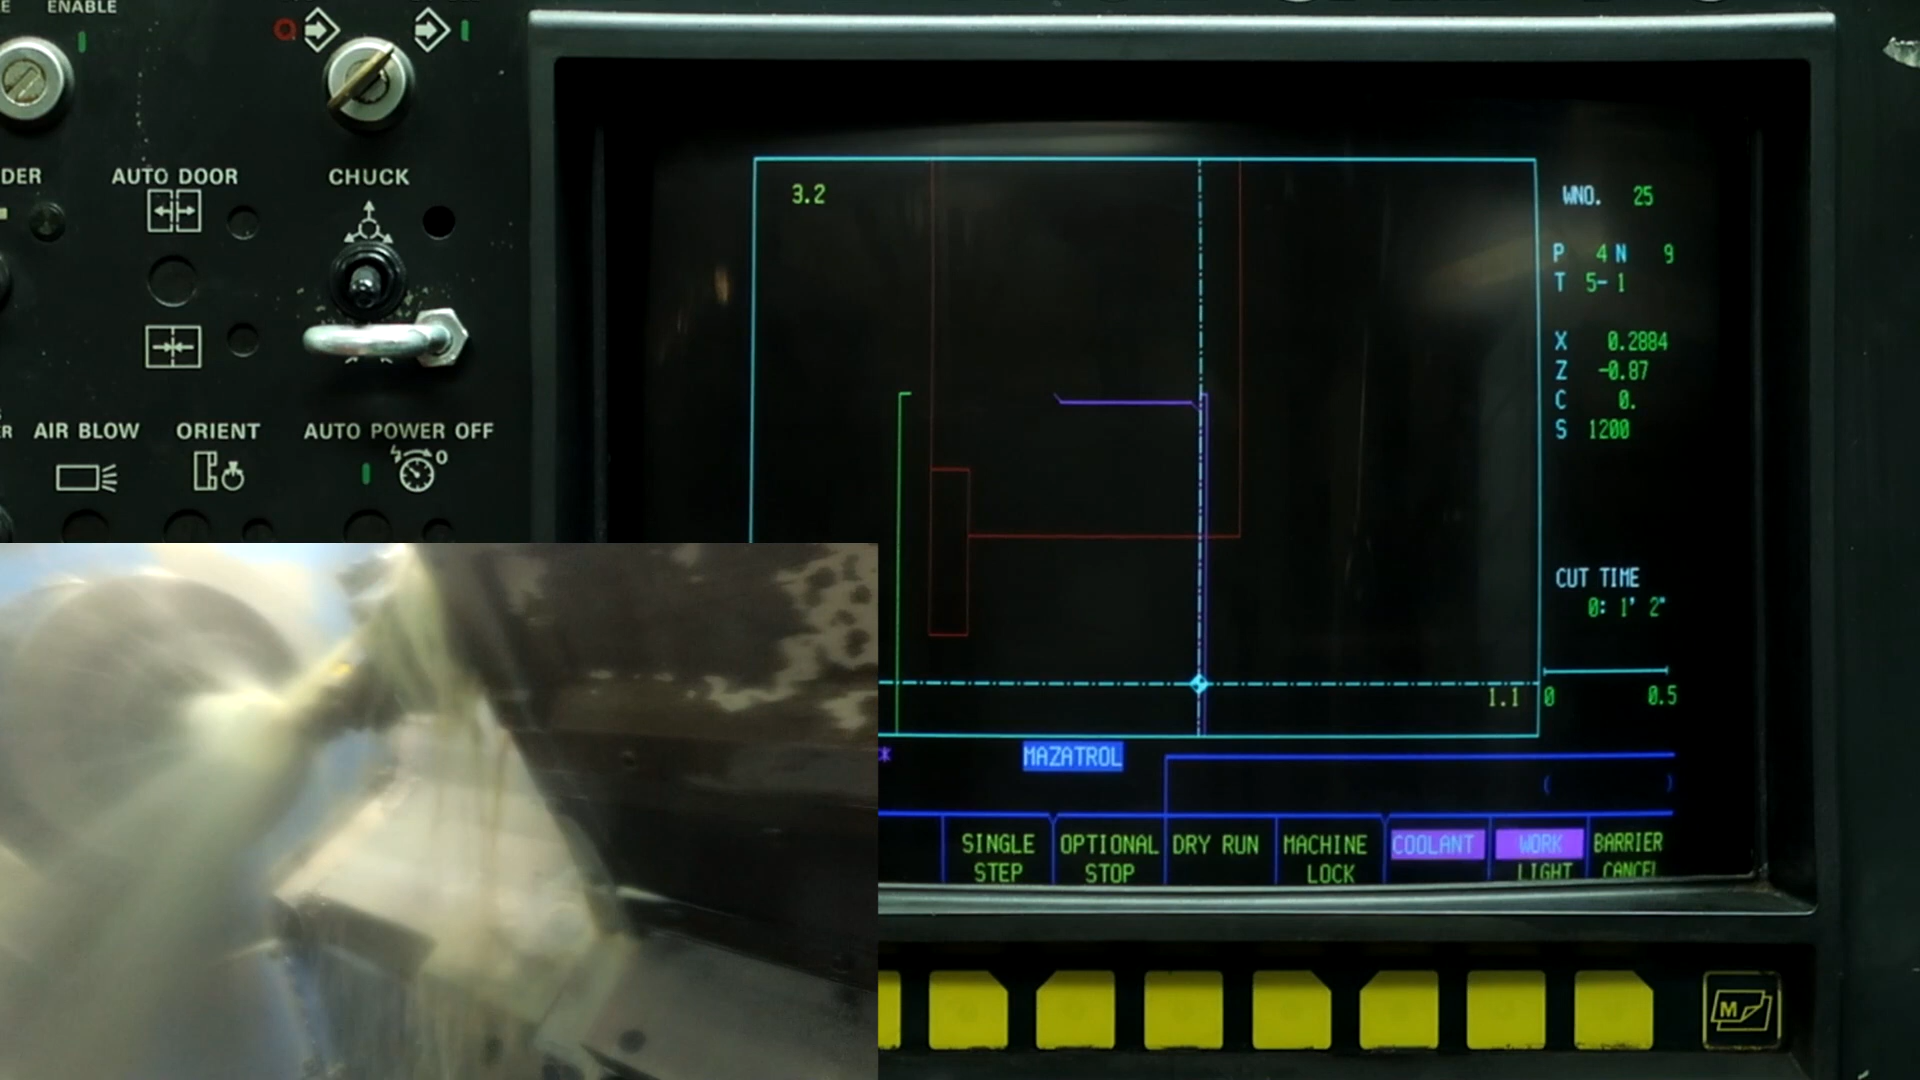 ENABLE
AUTO DOOR
CHUCK
DER
AIR BLOW
ORIENT
AUTO POWER OFF
3.2
WNO. 25
P 4 N 9
T 5- 1
X 0.2884
Z -0.87
C 0.
S 1200
CUT TIME
0: 1' 2"
1.1
0 0.5
MAZATROL
( )
SINGLE STEP
OPTIONAL STOP
DRY RUN
MACHINE LOCK
COOLANT
WORK LIGHT
BARRIER CANCEL
M